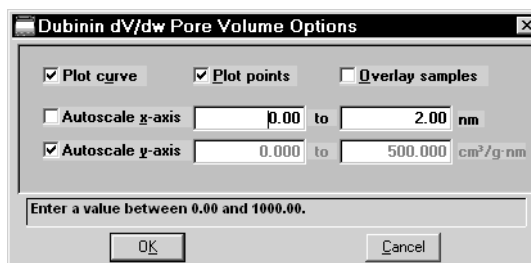 Dubinin dV/dw Pore Volume Options
Plot curve Plot points Overlay samples
Autoscale x-axis 0.00 to 2.00 nm
Autoscale y-axis 0.000 to 500.000 cm³/g·nm
Enter a value between 0.00 and 1000.00.
OK Cancel